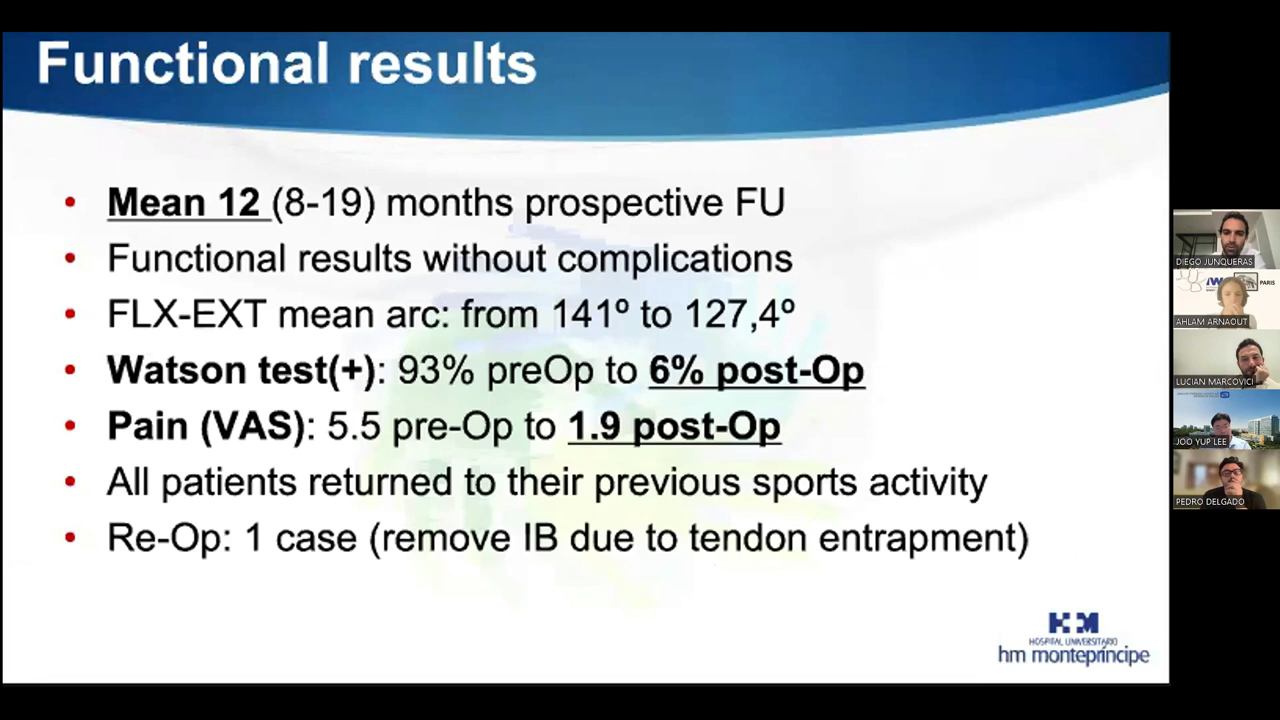 Functional results
• Mean 12 (8-19) months prospective FU
• Functional results without complications
• FLX-EXT mean arc: from 141º to 127,4º
• Watson test(+): 93% preOp to 6% post-Op
• Pain (VAS): 5.5 pre-Op to 1.9 post-Op
• All patients returned to their previous sports activity
• Re-Op: 1 case (remove IB due to tendon entrapment)
HM
HOSPITAL UNIVERSITARIO
hm montepríncipe
DIEGO JUNQUERAS
PARIS
AHLAM ARNAOUT
LUCIAN MARCOVICI
JOO YUP LEE
PEDRO DELGADO